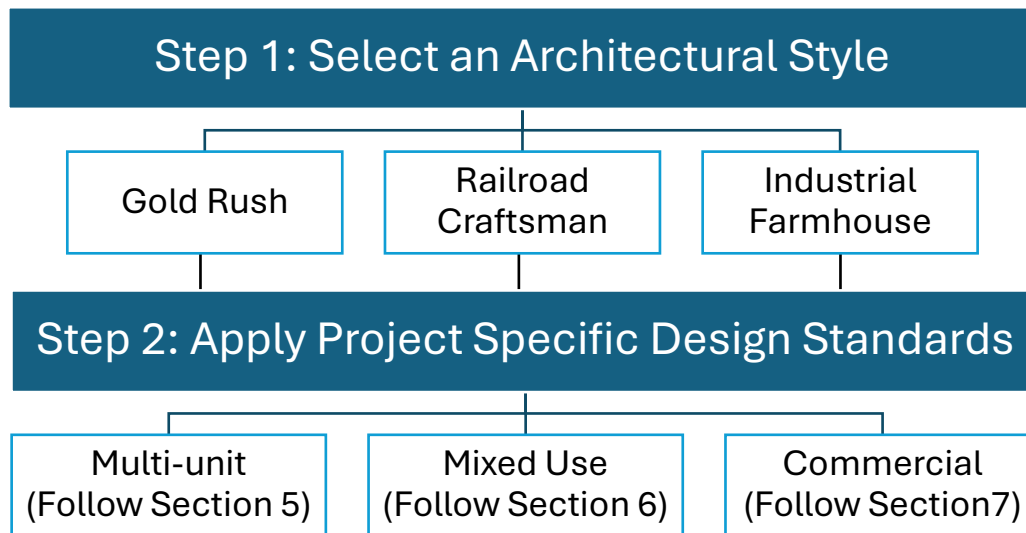 Step 1: Select an Architectural Style
Gold Rush
Railroad
Craftsman
Industrial
Farmhouse
Step 2: Apply Project Specific Design Standards
Multi-unit
(Follow Section 5)
Mixed Use
(Follow Section 6)
Commercial
(Follow Section7)